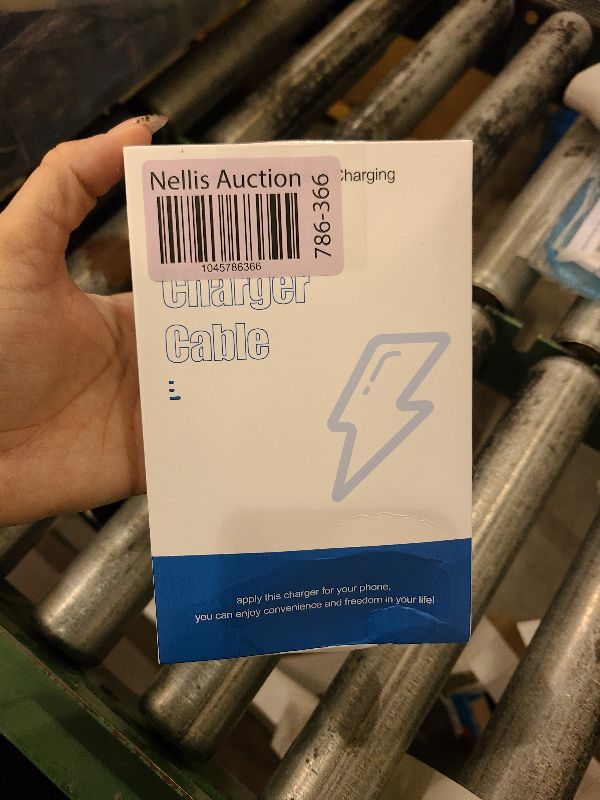 Nellis Auction
786-366
1045786366
Charging
Charger
Cable
apply this charger for your phone,
you can enjoy convenience and freedom in your life!